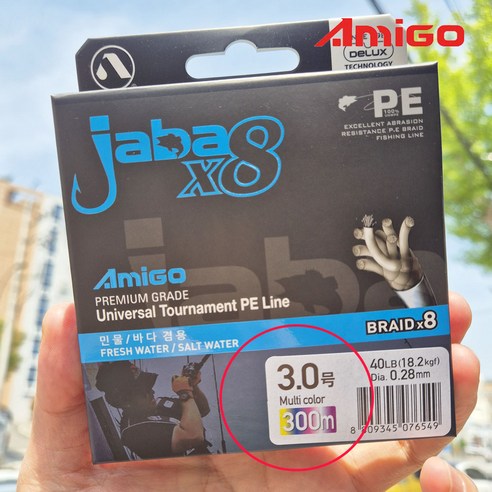 AMiGO
DELUX
TECHNOLOGY
PE
100%
EXCELLENT ABRASION
RESISTANCE P.E BRAID
FISHING LINE
jaba
x8
AMiGO
PREMIUM GRADE
Universal Tournament PE Line
BRAID x8
민물/바다 겸용
FRESH WATER / SALT WATER
3.0号
Multi color
300m
40LB(18.2kgf)
Dia. 0.28mm
8 809345 076549